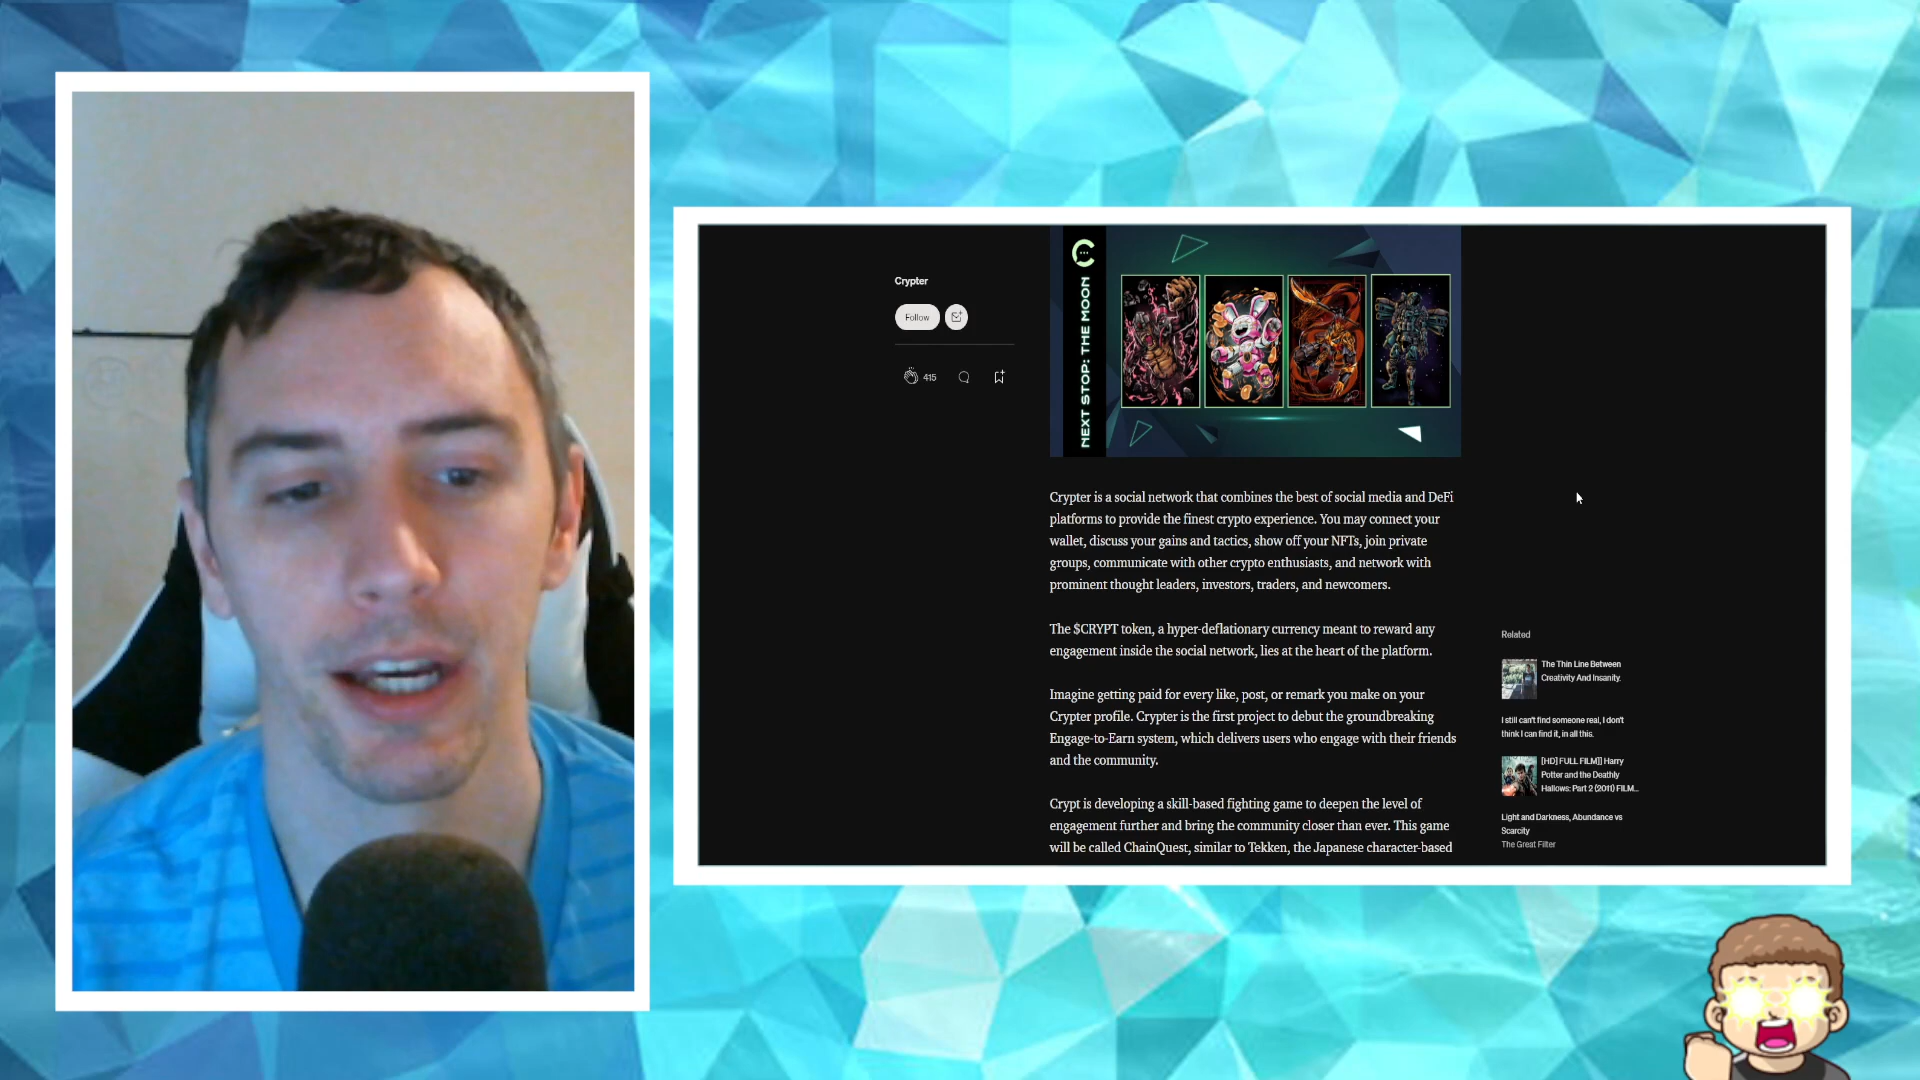 Crypter
Follow
415
NEXT STOP: THE MOON
Crypter is a social network that combines the best of social media and DeFi
platforms to provide the finest crypto experience. You may connect your
wallet, discuss your gains and tactics, show off your NFTs, join private
groups, communicate with other crypto enthusiasts, and network with
prominent thought leaders, investors, traders, and newcomers.
The $CRYPT token, a hyper-deflationary currency meant to reward any
engagement inside the social network, lies at the heart of the platform.
Imagine getting paid for every like, post, or remark you make on your
Crypter profile. Crypter is the first project to debut the groundbreaking
Engage-to-Earn system, which delivers users who engage with their friends
and the community.
Crypt is developing a skill-based fighting game to deepen the level of
engagement further and bring the community closer than ever. This game
will be called ChainQuest, similar to Tekken, the Japanese character-based
Related
The Thin Line Between
Creativity And Insanity.
I still can't find someone real, I don't
think I can find it, in all this.
[HD] FULL FILM]] Harry
Potter and the Deathly
Hallows: Part 2 (2011) FILM...
Light and Darkness, Abundance vs
Scarcity
The Great Filter